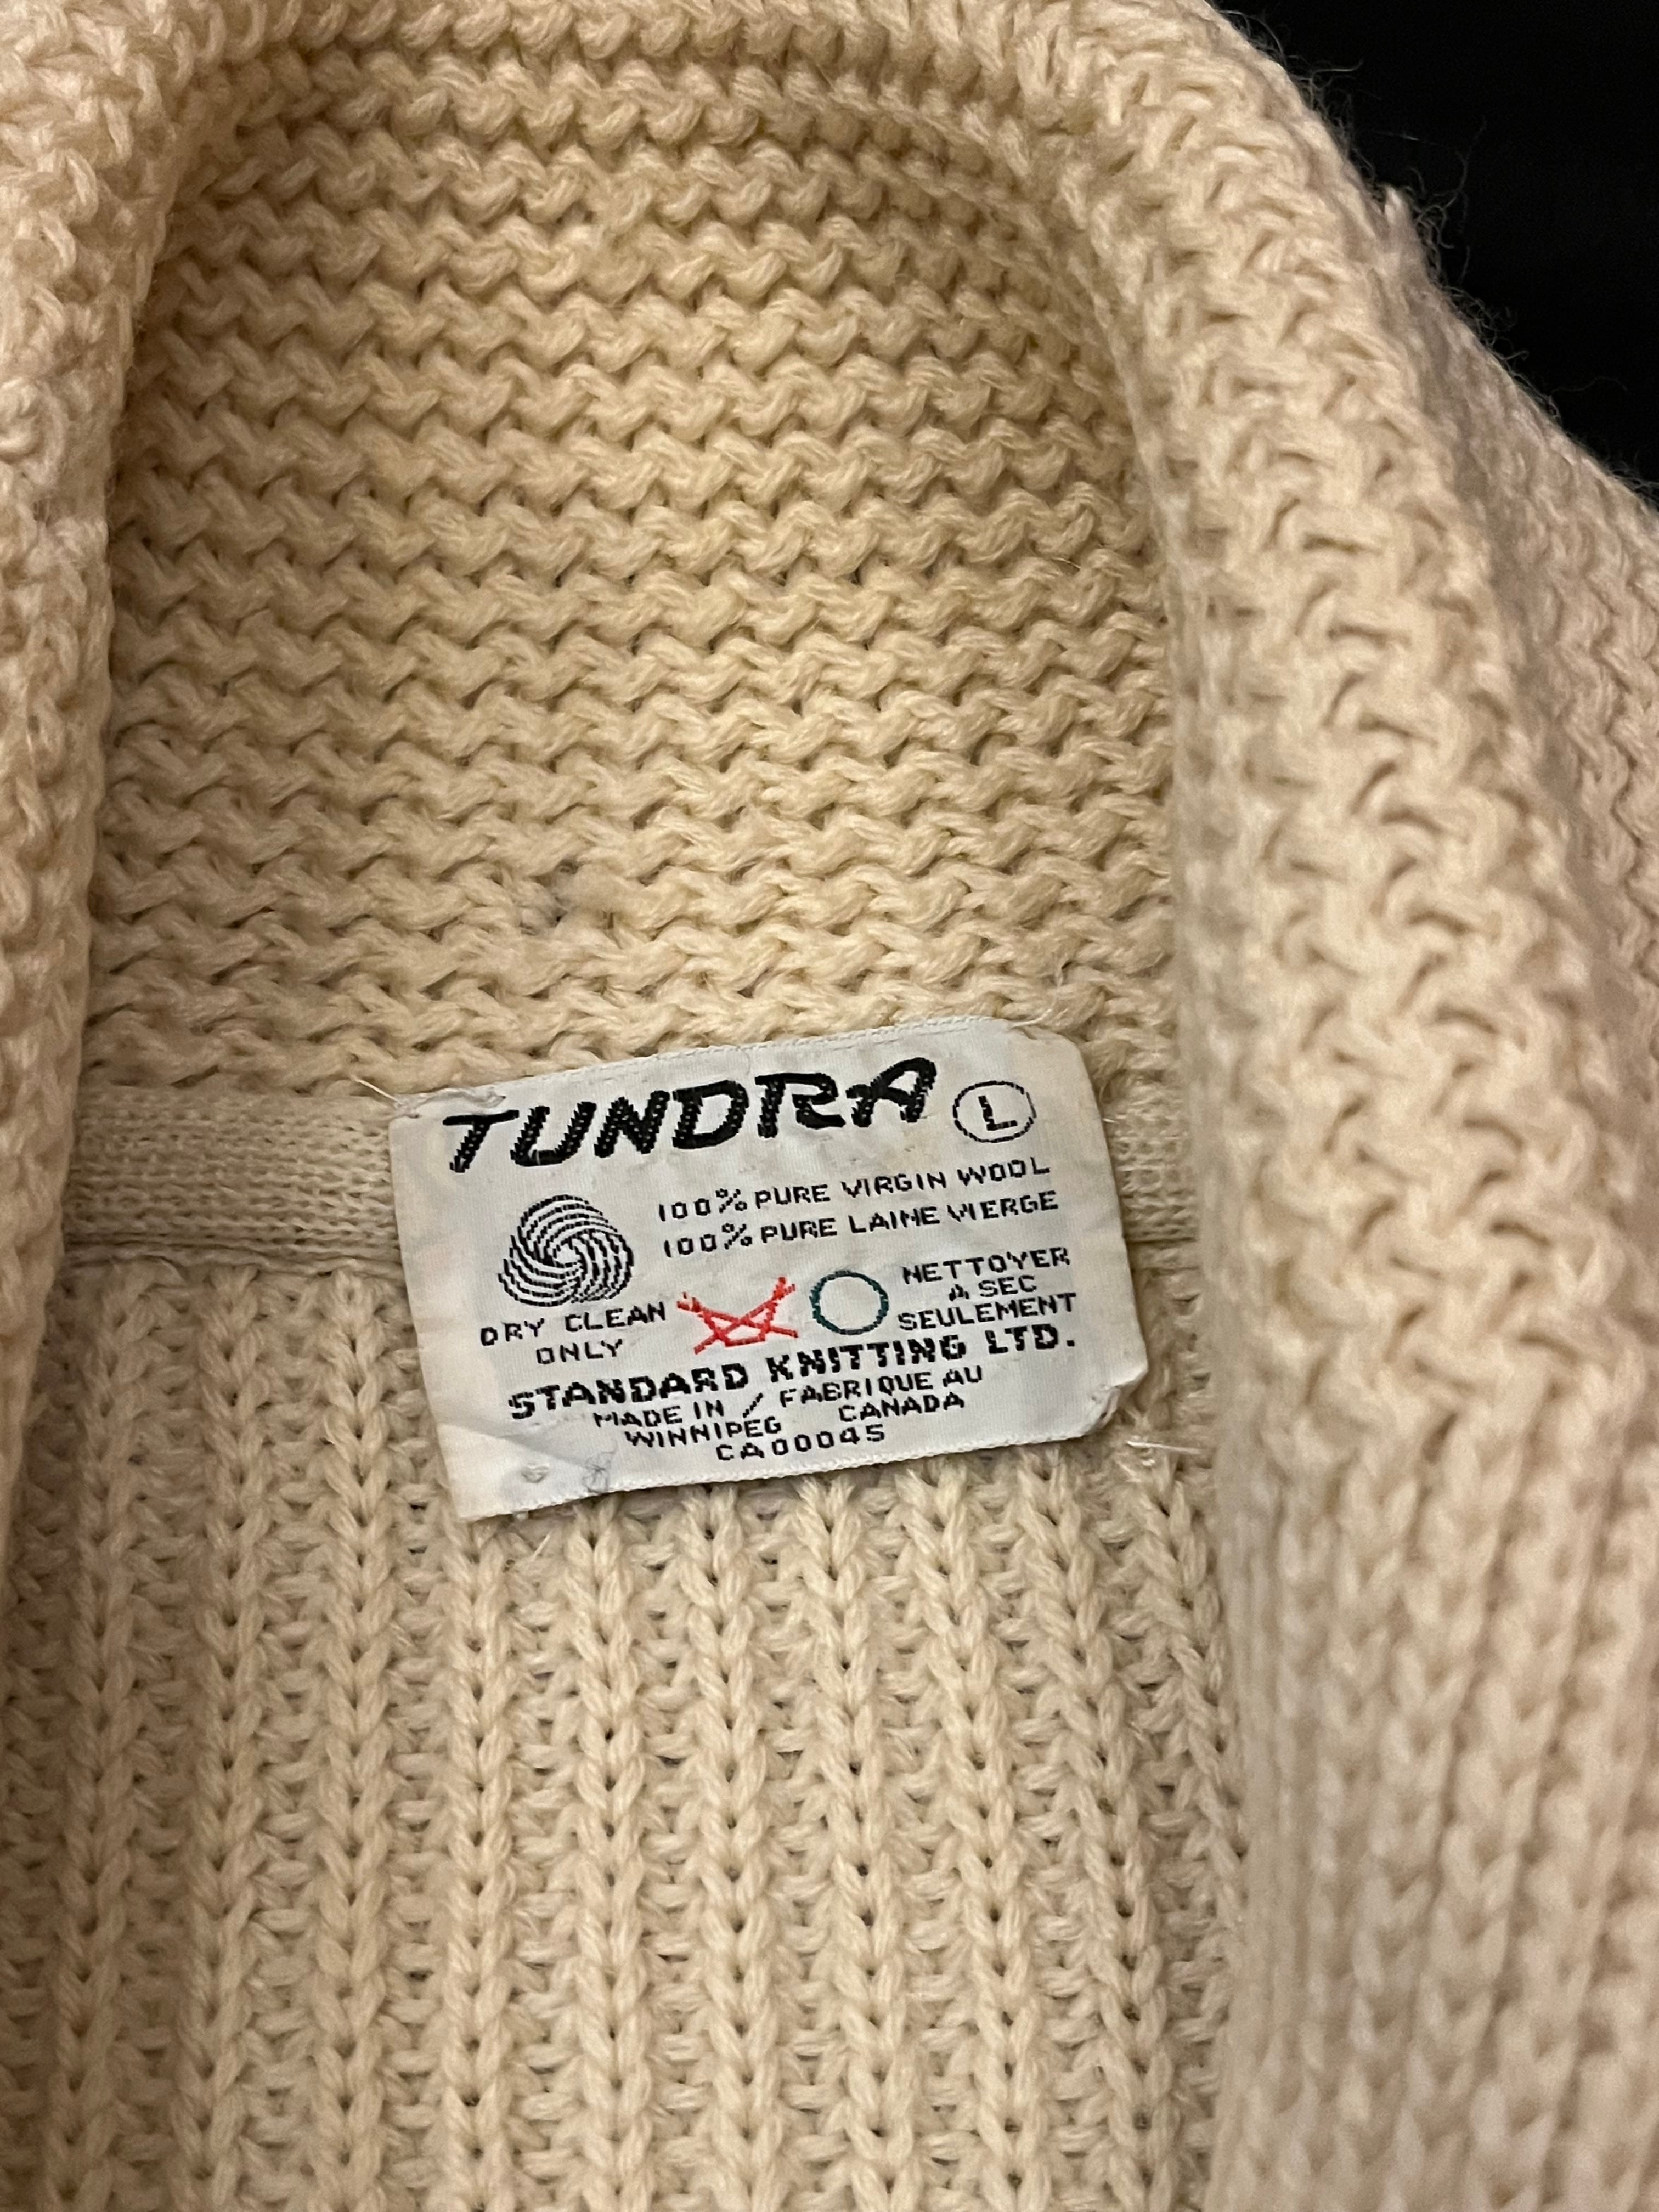 TUNDRA L
100% PURE VIRGIN WOOL
100% PURE LAINE VIERGE
DRY CLEAN
ONLY
NETTOYER
A SEC
SEULEMENT
STANDARD KNITTING LTD.
MADE IN / FABRIQUE AU
WINNIPEG CANADA
CA00045